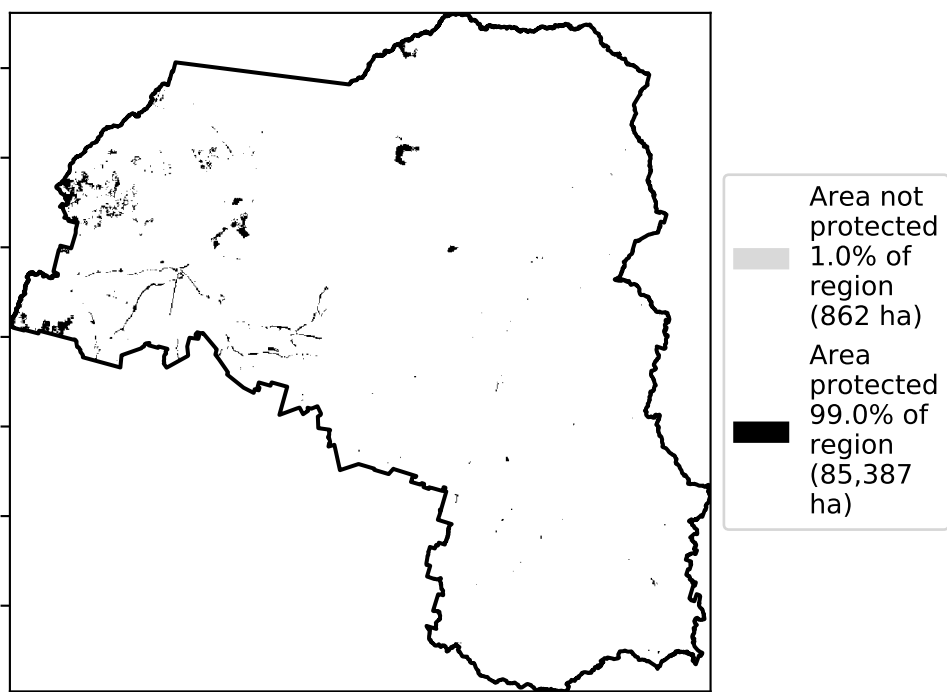 Area not
protected
1.0% of
region
(862 ha)
Area
protected
99.0% of
region
(85,387
ha)